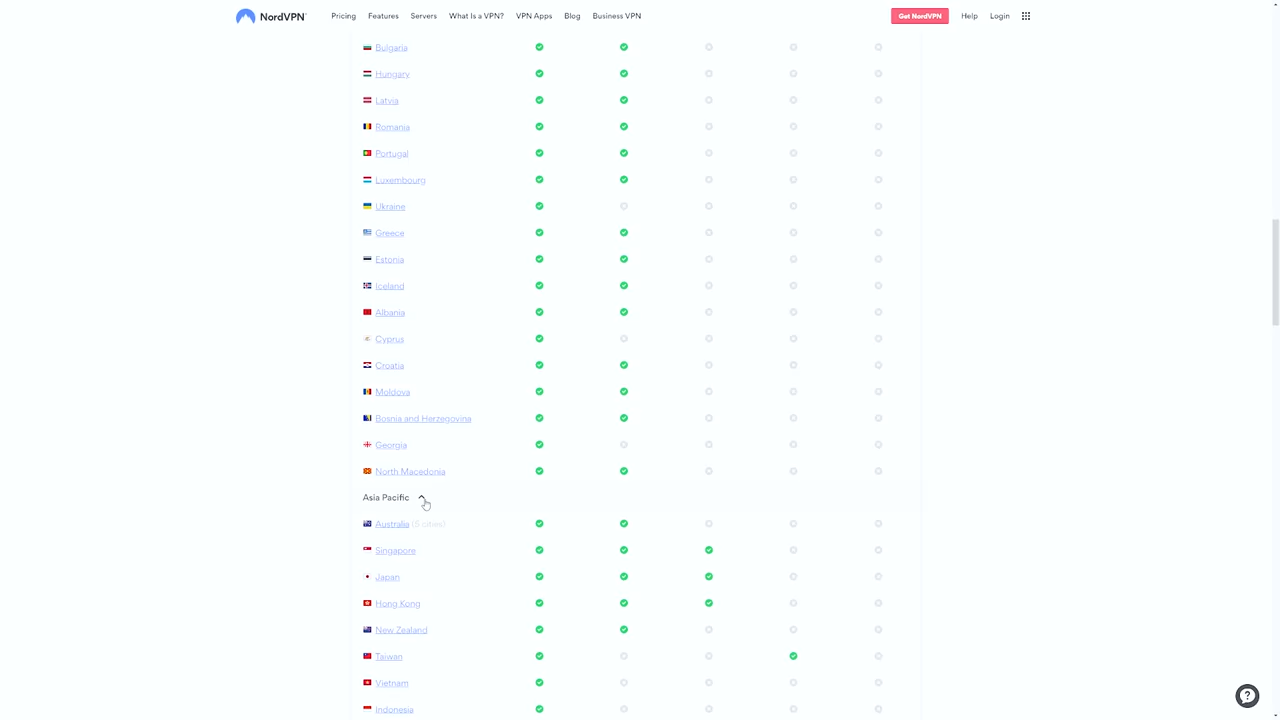 NordVPN Pricing Features Servers What Is a VPN? VPN Apps Blog Business VPN Get NordVPN Help Login
Bulgaria
Hungary
Latvia
Romania
Portugal
Luxembourg
Ukraine
Greece
Estonia
Iceland
Albania
Cyprus
Croatia
Moldova
Bosnia and Herzegovina
Georgia
North Macedonia
Asia Pacific
Australia (5 cities)
Singapore
Japan
Hong Kong
New Zealand
Taiwan
Vietnam
Indonesia
?